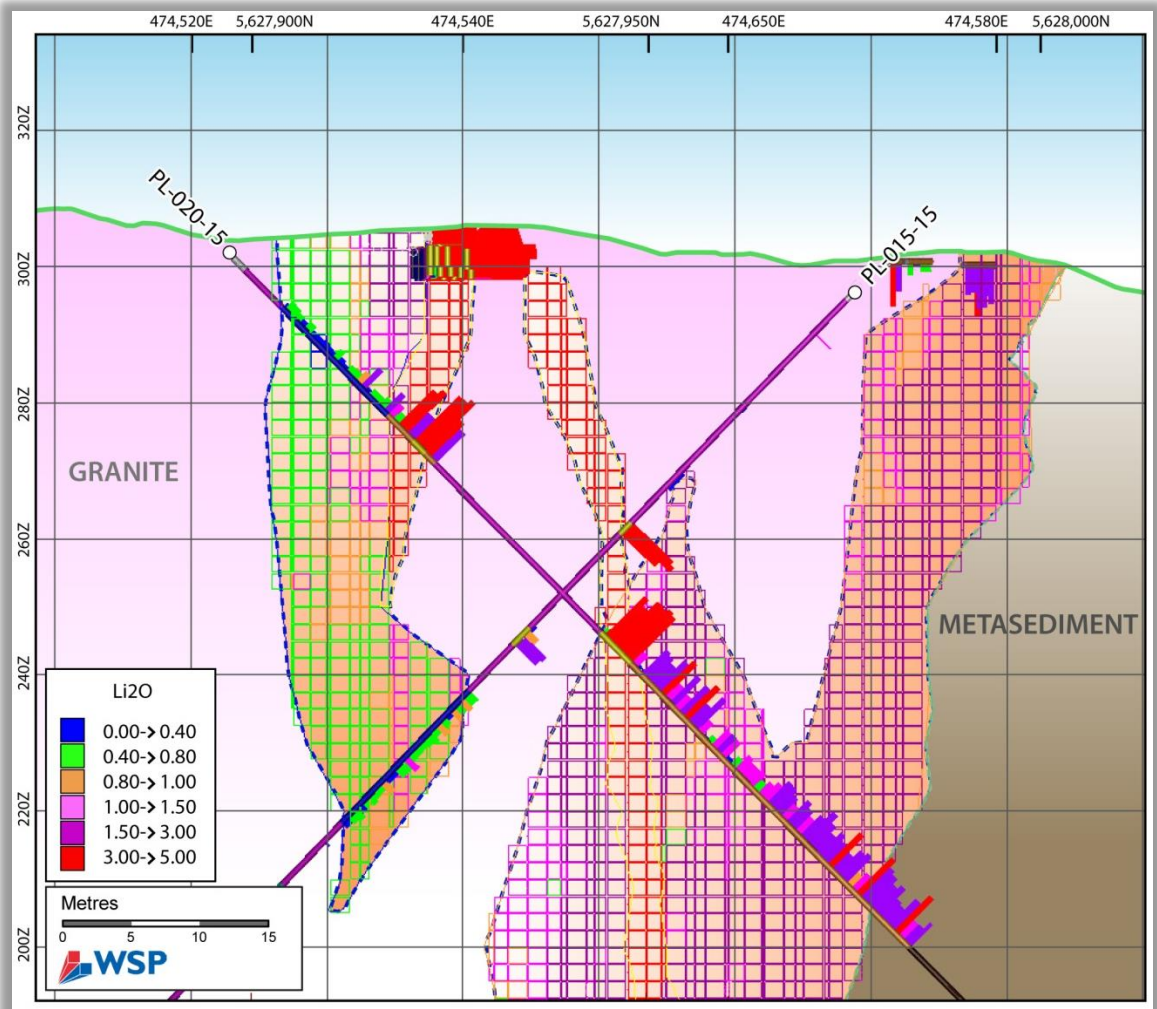 474,520E 5,627,900N 474,540E 5,627,950N 474,650E 474,580E 5,628,000N
320Z
PL-020-15
PL-015-15
300Z
280Z
GRANITE
260Z
METASEDIMENT
240Z
Li2O
0.00->0.40
0.40->0.80
0.80->1.00
1.00->1.50
1.50->3.00
3.00->5.00
220Z
Metres
0 5 10 15
200Z
WSP